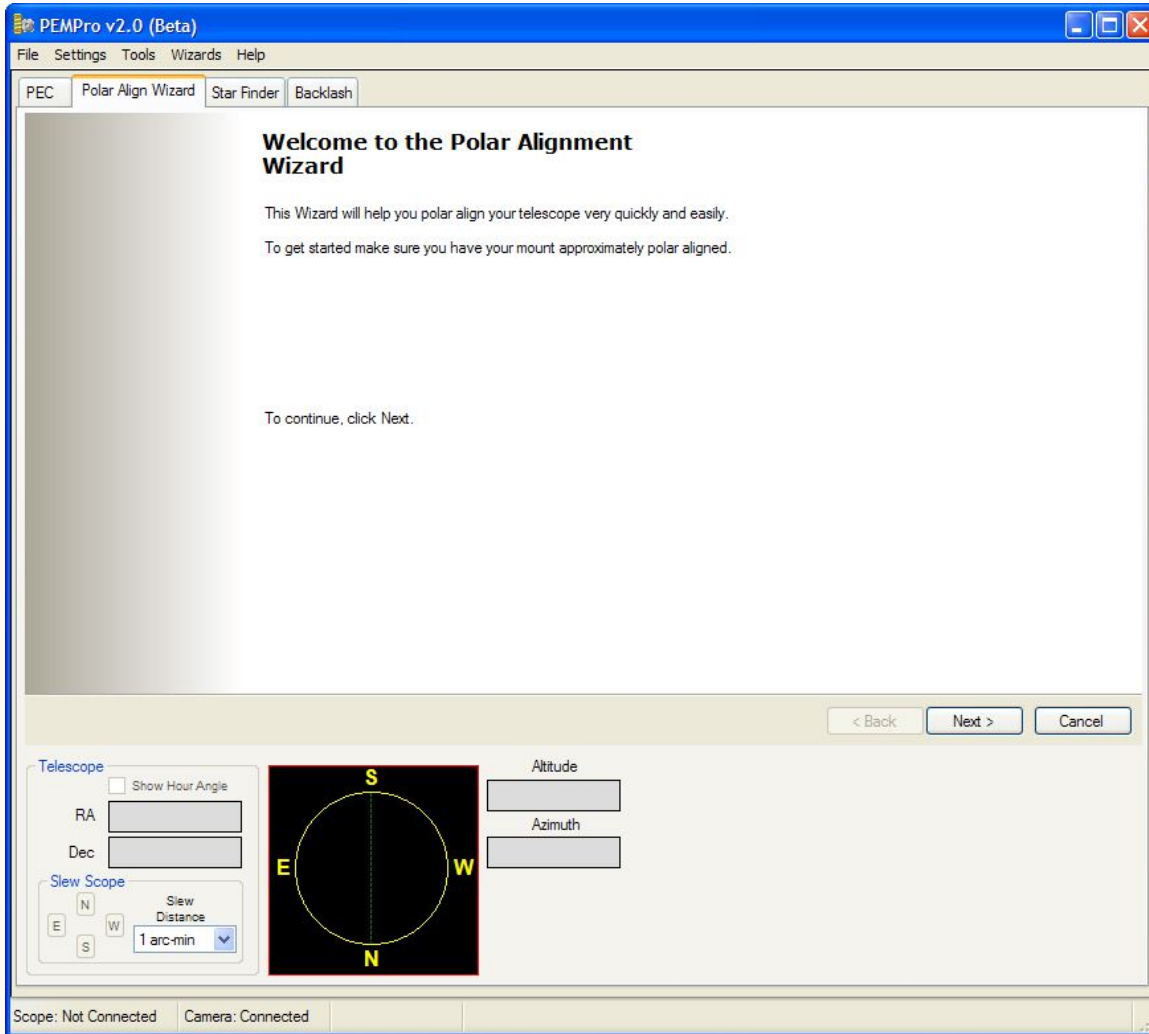 PEMPro v2.0 (Beta)
File Settings Tools Wizards Help
PEC Polar Align Wizard Star Finder Backlash
Welcome to the Polar Alignment
Wizard
This Wizard will help you polar align your telescope very quickly and easily.
To get started make sure you have your mount approximately polar aligned.
To continue, click Next.
< Back Next > Cancel
Telescope
Show Hour Angle
RA
Dec
Slew Scope
N
E
W
S
Slew
Distance
1 arc-min
S
E
W
N
Altitude
Azimuth
Scope: Not Connected Camera: Connected